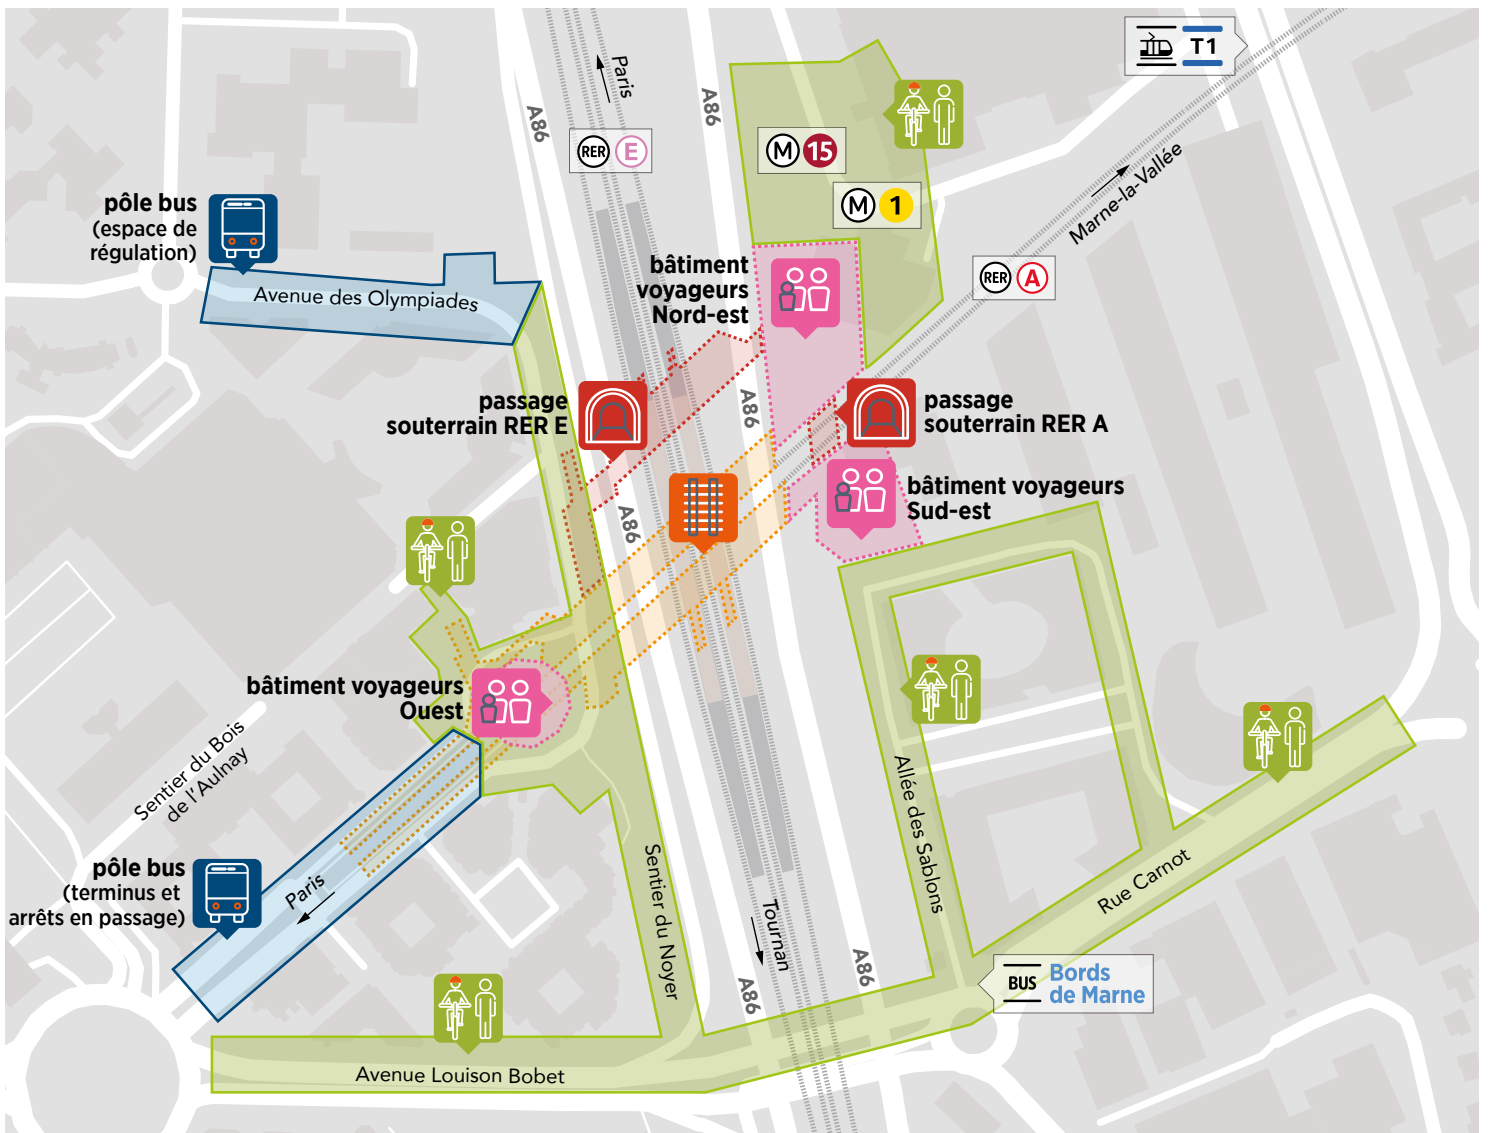 T1
Paris
A86
A86
RER E
M 15
M 1
Marne-la-Vallée
pôle bus
(espace de
régulation)
Avenue des Olympiades
bâtiment
voyageurs
Nord-est
RER A
passage
souterrain RER E
A86
passage
souterrain RER A
bâtiment voyageurs
Sud-est
A86
bâtiment voyageurs
Ouest
Sentier du Bois
de l'Aulnay
pôle bus
(terminus et
arrêts en passage)
Paris
Sentier du Noyer
Allée des Sablons
Rue Carnot
Tournan
A86
A86
BUS
Bords
de Marne
Avenue Louison Bobet